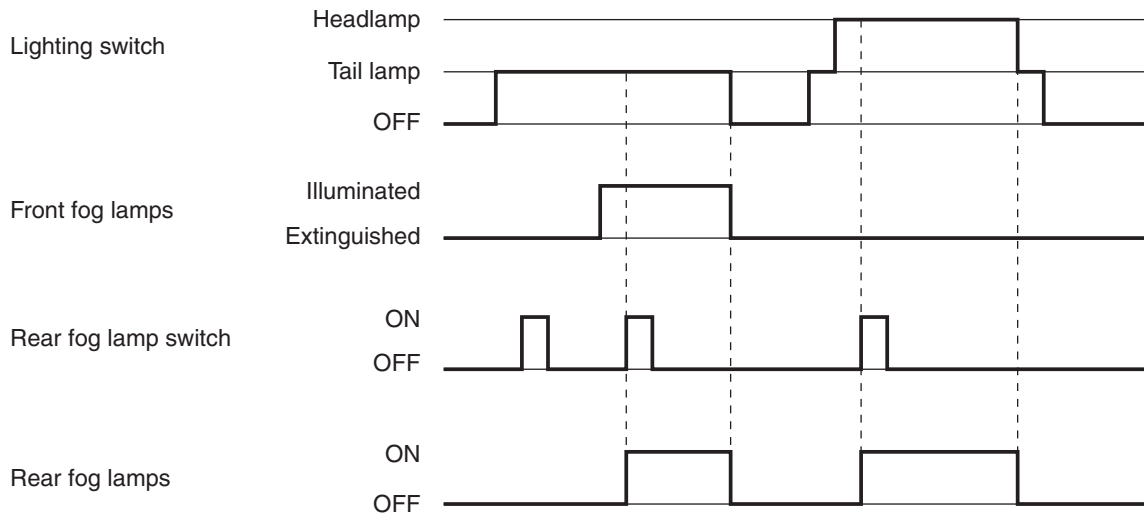 Headlamp
Lighting switch
Tail lamp
OFF
Illuminated
Front fog lamps
Extinguished
ON
Rear fog lamp switch
OFF
ON
Rear fog lamps
OFF